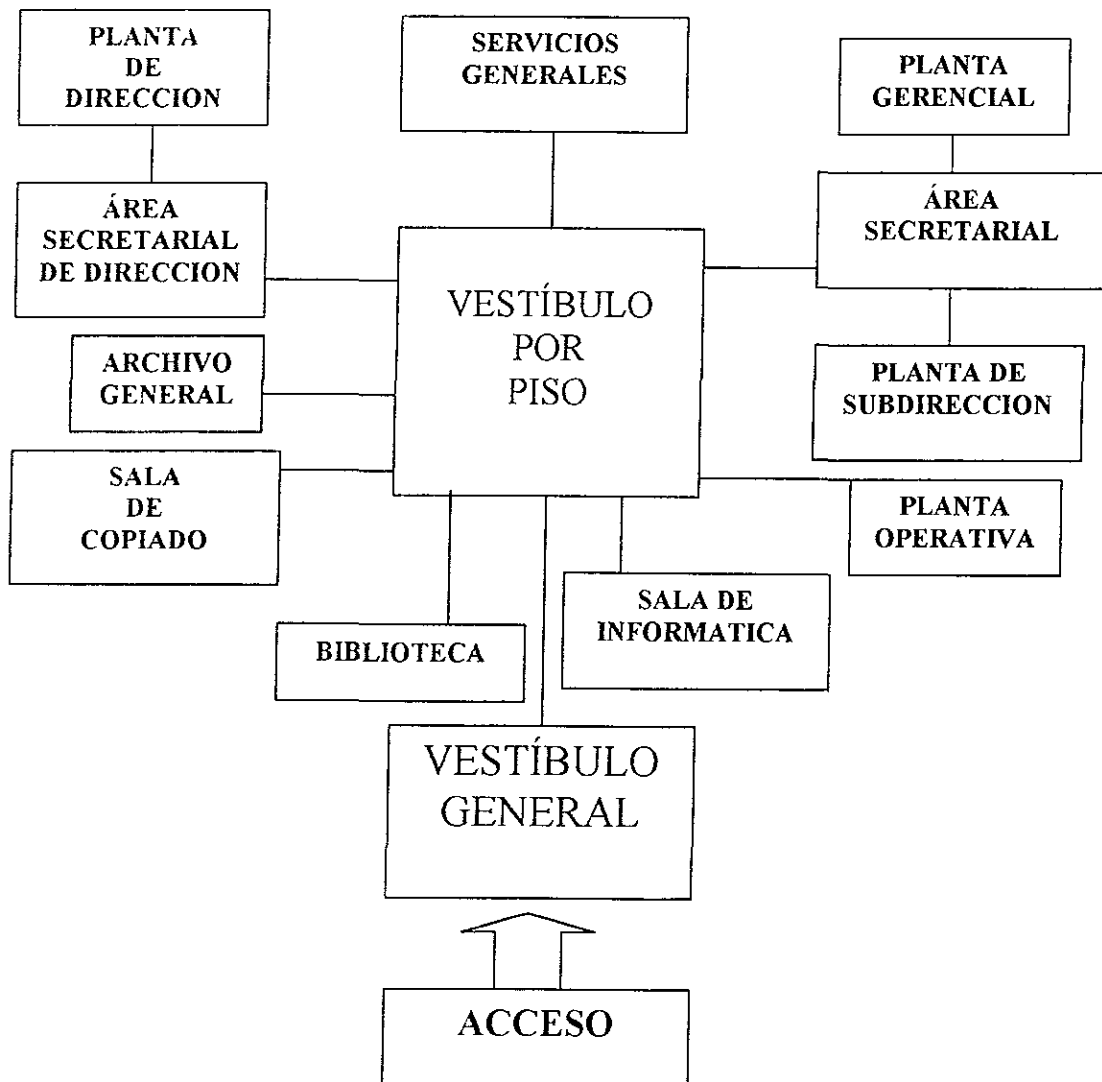 PLANTA
DE
DIRECCION
SERVICIOS
GENERALES
PLANTA
GERENCIAL
ÁREA
SECRETARIAL
DE DIRECCION
ÁREA
SECRETARIAL
VESTÍBULO
POR
PISO
ARCHIVO
GENERAL
PLANTA DE
SUBDIRECCION
SALA
DE
COPIADO
PLANTA
OPERATIVA
SALA DE
INFORMATICA
BIBLIOTECA
VESTÍBULO
GENERAL
ACCESO